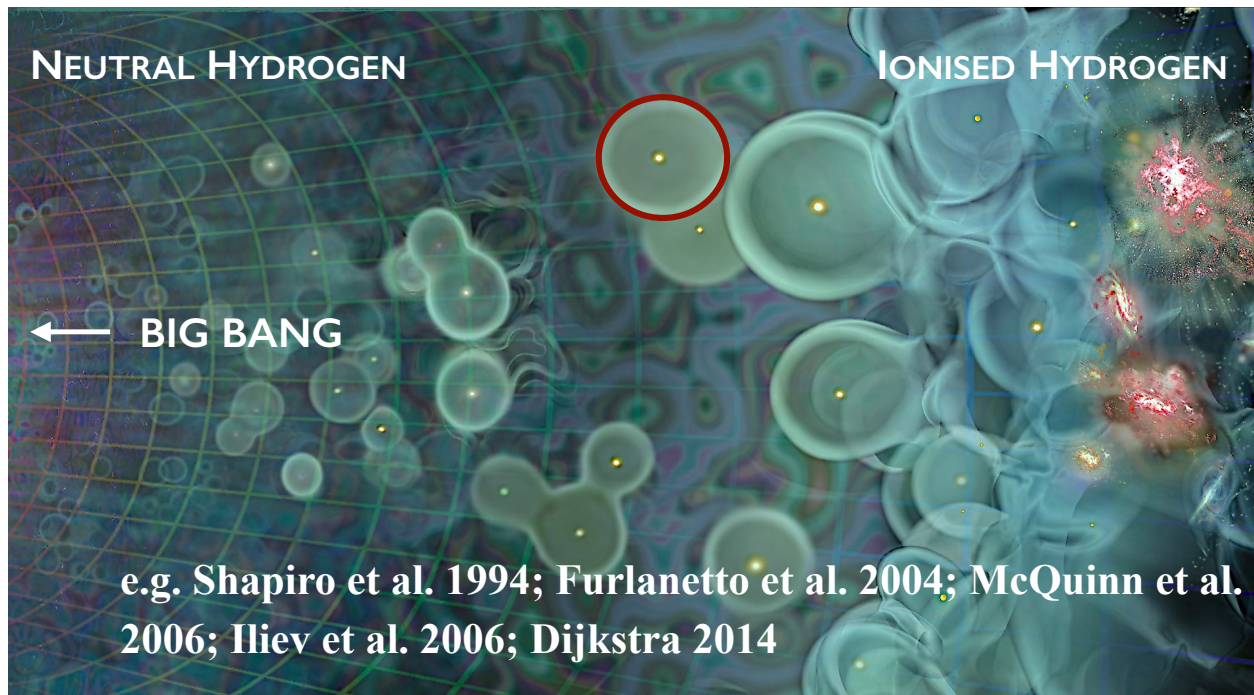 NEUTRAL HYDROGEN
IONISED HYDROGEN
BIG BANG
e.g. Shapiro et al. 1994; Furlanetto et al. 2004; McQuinn et al.
2006; Iliev et al. 2006; Dijkstra 2014